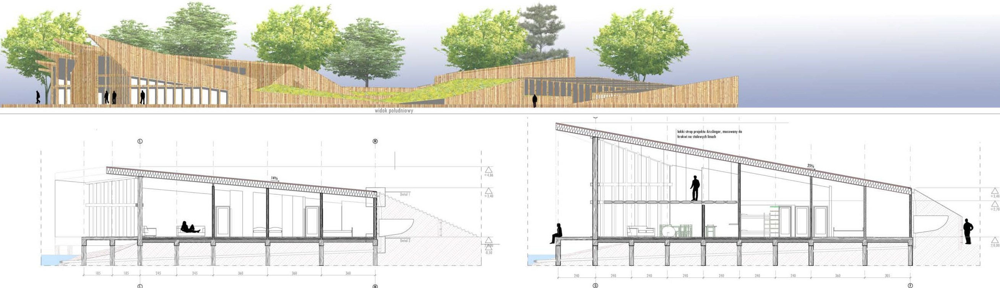 widok południowy
L
M
14%
+4,86
+3,40
Detal 1
Detal 2
±0,00
-0,50
185
185
245
245
360
360
360
L
M
lekki strop projektu Aisslinger, mocowany do
krokwi na stalowych linach
25%
+3,40
+2,70
±0,00
240
240
240
240
240
240
240
360
305
G
F